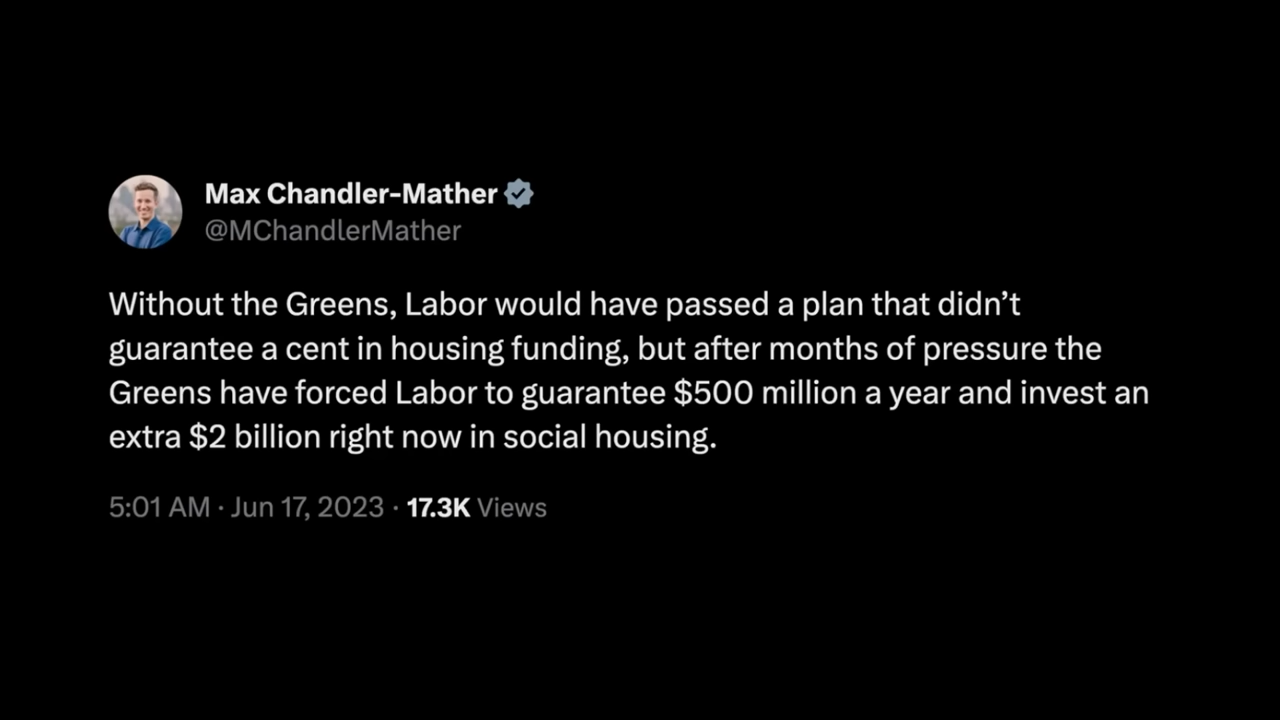 Max Chandler-Mather
@MChandlerMather
Without the Greens, Labor would have passed a plan that didn’t
guarantee a cent in housing funding, but after months of pressure the
Greens have forced Labor to guarantee $500 million a year and invest an
extra $2 billion right now in social housing.
5:01 AM · Jun 17, 2023 · 17.3K Views